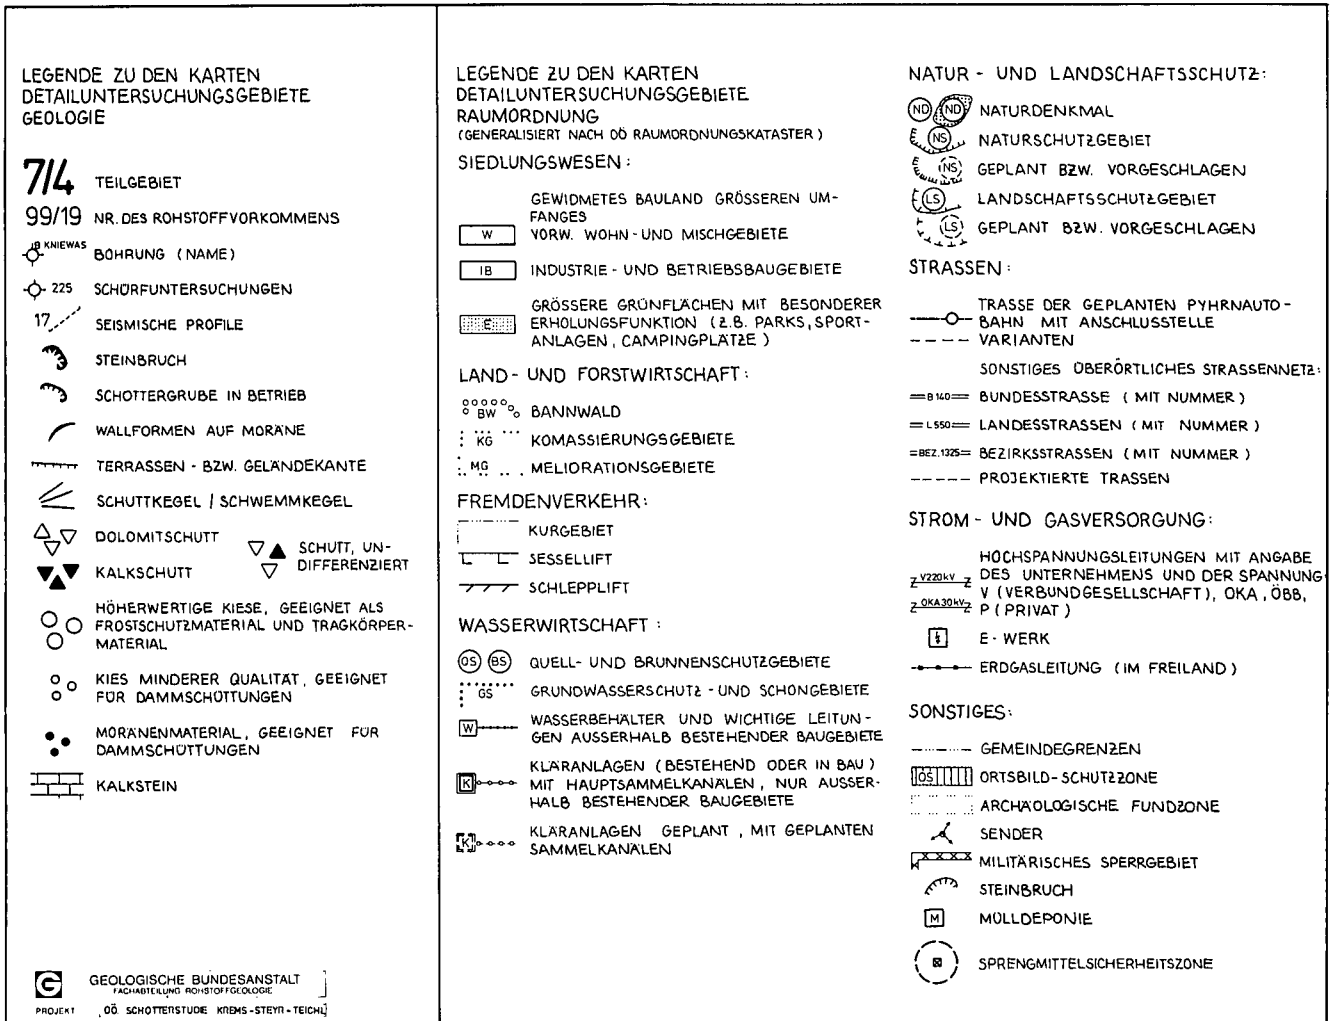 LEGENDE ZU DEN KARTEN
DETAILUNTERSUCHUNGSGEBIETE
GEOLOGIE
7/4 TEILGEBIET
99/19 NR. DES ROHSTOFFVORKOMMENS
IB KNIEWAS BOHRUNG (NAME)
225 SCHÜRFUNTERSUCHUNGEN
17 SEISMISCHE PROFILE
STEINBRUCH
SCHOTTERGRUBE IN BETRIEB
WALLFORMEN AUF MORÄNE
TERRASSEN - BZW. GELÄNDEKANTE
SCHUTTKEGEL / SCHWEMMKEGEL
DOLOMITSCHUTT
KALKSCHUTT
SCHUTT, UN-
DIFFERENZIERT
HÖHERWERTIGE KIESE, GEEIGNET ALS
FROSTSCHUTZMATERIAL UND TRAGKÖRPER-
MATERIAL
KIES MINDERER QUALITÄT, GEEIGNET
FÜR DAMMSCHÜTTUNGEN
MORÄNENMATERIAL, GEEIGNET FÜR
DAMMSCHÜTTUNGEN
KALKSTEIN
G GEOLOGISCHE BUNDESANSTALT
FACHABTEILUNG ROHSTOFFGEOLOGIE
PROJEKT OÖ. SCHOTTERSTUDIE KREMS-STEYR-TEICHL
LEGENDE ZU DEN KARTEN
DETAILUNTERSUCHUNGSGEBIETE
RAUMORDNUNG
(GENERALISIERT NACH OÖ RAUMORDNUNGSKATASTER)
SIEDLUNGSWESEN:
GEWIDMETES BAULAND GRÖSSEREN UM-
FANGES
W VORW. WOHN- UND MISCHGEBIETE
IB INDUSTRIE- UND BETRIEBSBAUGEBIETE
GRÖSSERE GRÜNFLÄCHEN MIT BESONDERER
E ERHOLUNGSFUNKTION (Z.B. PARKS, SPORT-
ANLAGEN, CAMPINGPLÄTZE)
LAND- UND FORSTWIRTSCHAFT:
BW BANNWALD
KG KOMASSIERUNGSGEBIETE
MG MELIORATIONSGEBIETE
FREMDENVERKEHR:
KURGEBIET
SESSELLIFT
SCHLEPPLIFT
WASSERWIRTSCHAFT:
QS BS QUELL- UND BRUNNENSCHUTZGEBIETE
GS GRUNDWASSERSCHUTZ- UND SCHONGEBIETE
W WASSERBEHÄLTER UND WICHTIGE LEITUN-
GEN AUSSERHALB BESTEHENDER BAUGEBIETE
KLÄRANLAGEN (BESTEHEND ODER IN BAU)
K MIT HAUPTSAMMELKANÄLEN, NUR AUSSER-
HALB BESTEHENDER BAUGEBIETE
K KLÄRANLAGEN GEPLANT, MIT GEPLANTEN
SAMMELKANÄLEN
NATUR - UND LANDSCHAFTSSCHUTZ:
ND ND NATURDENKMAL
NS NATURSCHUTZGEBIET
NS GEPLANT BZW. VORGESCHLAGEN
LS LANDSCHAFTSSCHUTZGEBIET
LS GEPLANT BZW. VORGESCHLAGEN
STRASSEN:
TRASSE DER GEPLANTEN PYHRNAUTO-
BAHN MIT ANSCHLUSSTELLE
VARIANTEN
SONSTIGES ÜBERÖRTLICHES STRASSENNETZ:
B 140 BUNDESSTRASSE (MIT NUMMER)
L 550 LANDESSTRASSEN (MIT NUMMER)
BEZ. 1325 BEZIRKSSTRASSEN (MIT NUMMER)
PROJEKTIERTE TRASSEN
STROM- UND GASVERSORGUNG:
HOCHSPANNUNGSLEITUNGEN MIT ANGABE
V220kV DES UNTERNEHMENS UND DER SPANNUNG
V (VERBUNDGESELLSCHAFT), OKA, ÖBB,
OKA30kV P (PRIVAT)
E-WERK
ERDGASLEITUNG (IM FREILAND)
SONSTIGES:
GEMEINDEGRENZEN
OS ORTSBILD-SCHUTZZONE
ARCHÄOLOGISCHE FUNDZONE
SENDER
MILITÄRISCHES SPERRGEBIET
STEINBRUCH
M MÜLLDEPONIE
SPRENGMITTELSICHERHEITSZONE